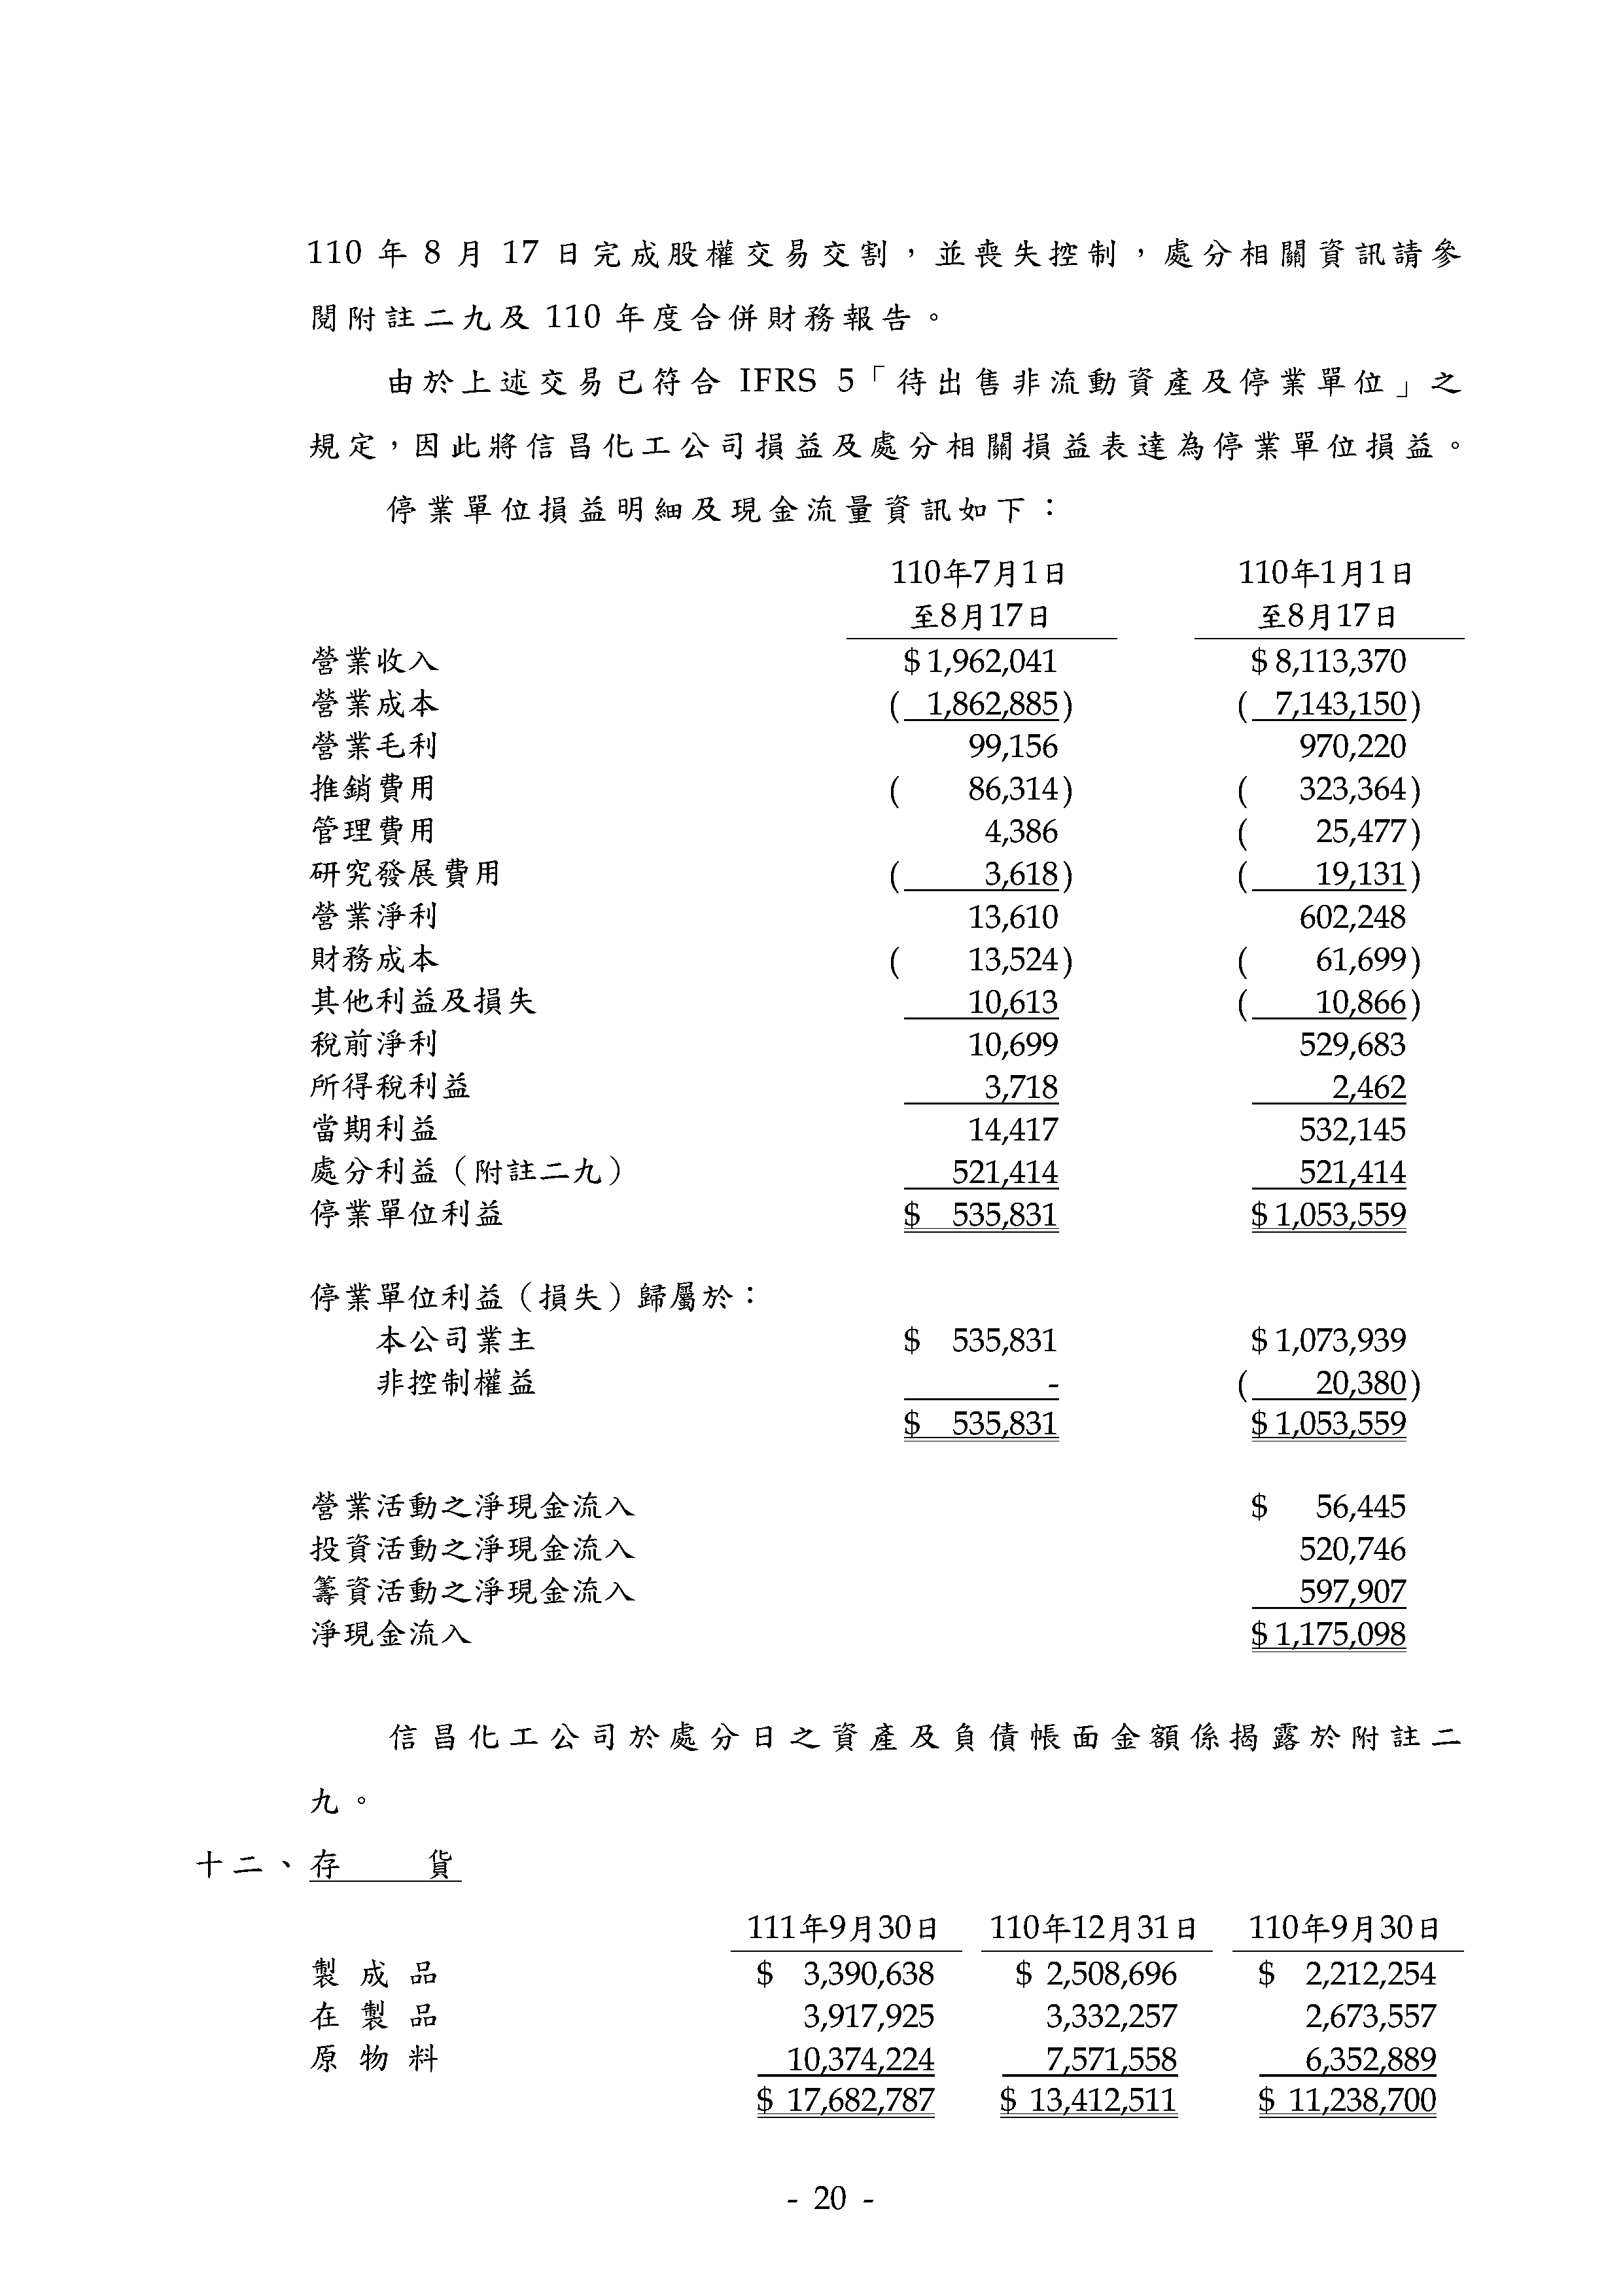 110 年 8 月 17 日完成股權交易交割，並喪失控制，處分相關資訊請參
閱附註二九及 110 年度合併財務報告。
由於上述交易已符合 IFRS 5「待出售非流動資產及停業單位」之
規定，因此將信昌化工公司損益及處分相關損益表達為停業單位損益。
停業單位損益明細及現金流量資訊如下：
110年7月1日 110年1月1日
至8月17日 至8月17日
營業收入 $ 1,962,041 $ 8,113,370
營業成本 ( 1,862,885) ( 7,143,150)
營業毛利 99,156 970,220
推銷費用 ( 86,314) ( 323,364)
管理費用 4,386 ( 25,477)
研究發展費用 ( 3,618) ( 19,131)
營業淨利 13,610 602,248
財務成本 ( 13,524) ( 61,699)
其他利益及損失 10,613 ( 10,866)
稅前淨利 10,699 529,683
所得稅利益 3,718 2,462
當期利益 14,417 532,145
處分利益（附註二九） 521,414 521,414
停業單位利益 $ 535,831 $ 1,053,559
停業單位利益（損失）歸屬於：
本公司業主 $ 535,831 $ 1,073,939
非控制權益 - ( 20,380)
$ 535,831 $ 1,053,559
營業活動之淨現金流入 $ 56,445
投資活動之淨現金流入 520,746
籌資活動之淨現金流入 597,907
淨現金流入 $ 1,175,098
信昌化工公司於處分日之資產及負債帳面金額係揭露於附註二
九。
十二、存 貨
111年9月30日 110年12月31日 110年9月30日
製 成 品 $ 3,390,638 $ 2,508,696 $ 2,212,254
在 製 品 3,917,925 3,332,257 2,673,557
原 物 料 10,374,224 7,571,558 6,352,889
$ 17,682,787 $ 13,412,511 $ 11,238,700
- 20 -